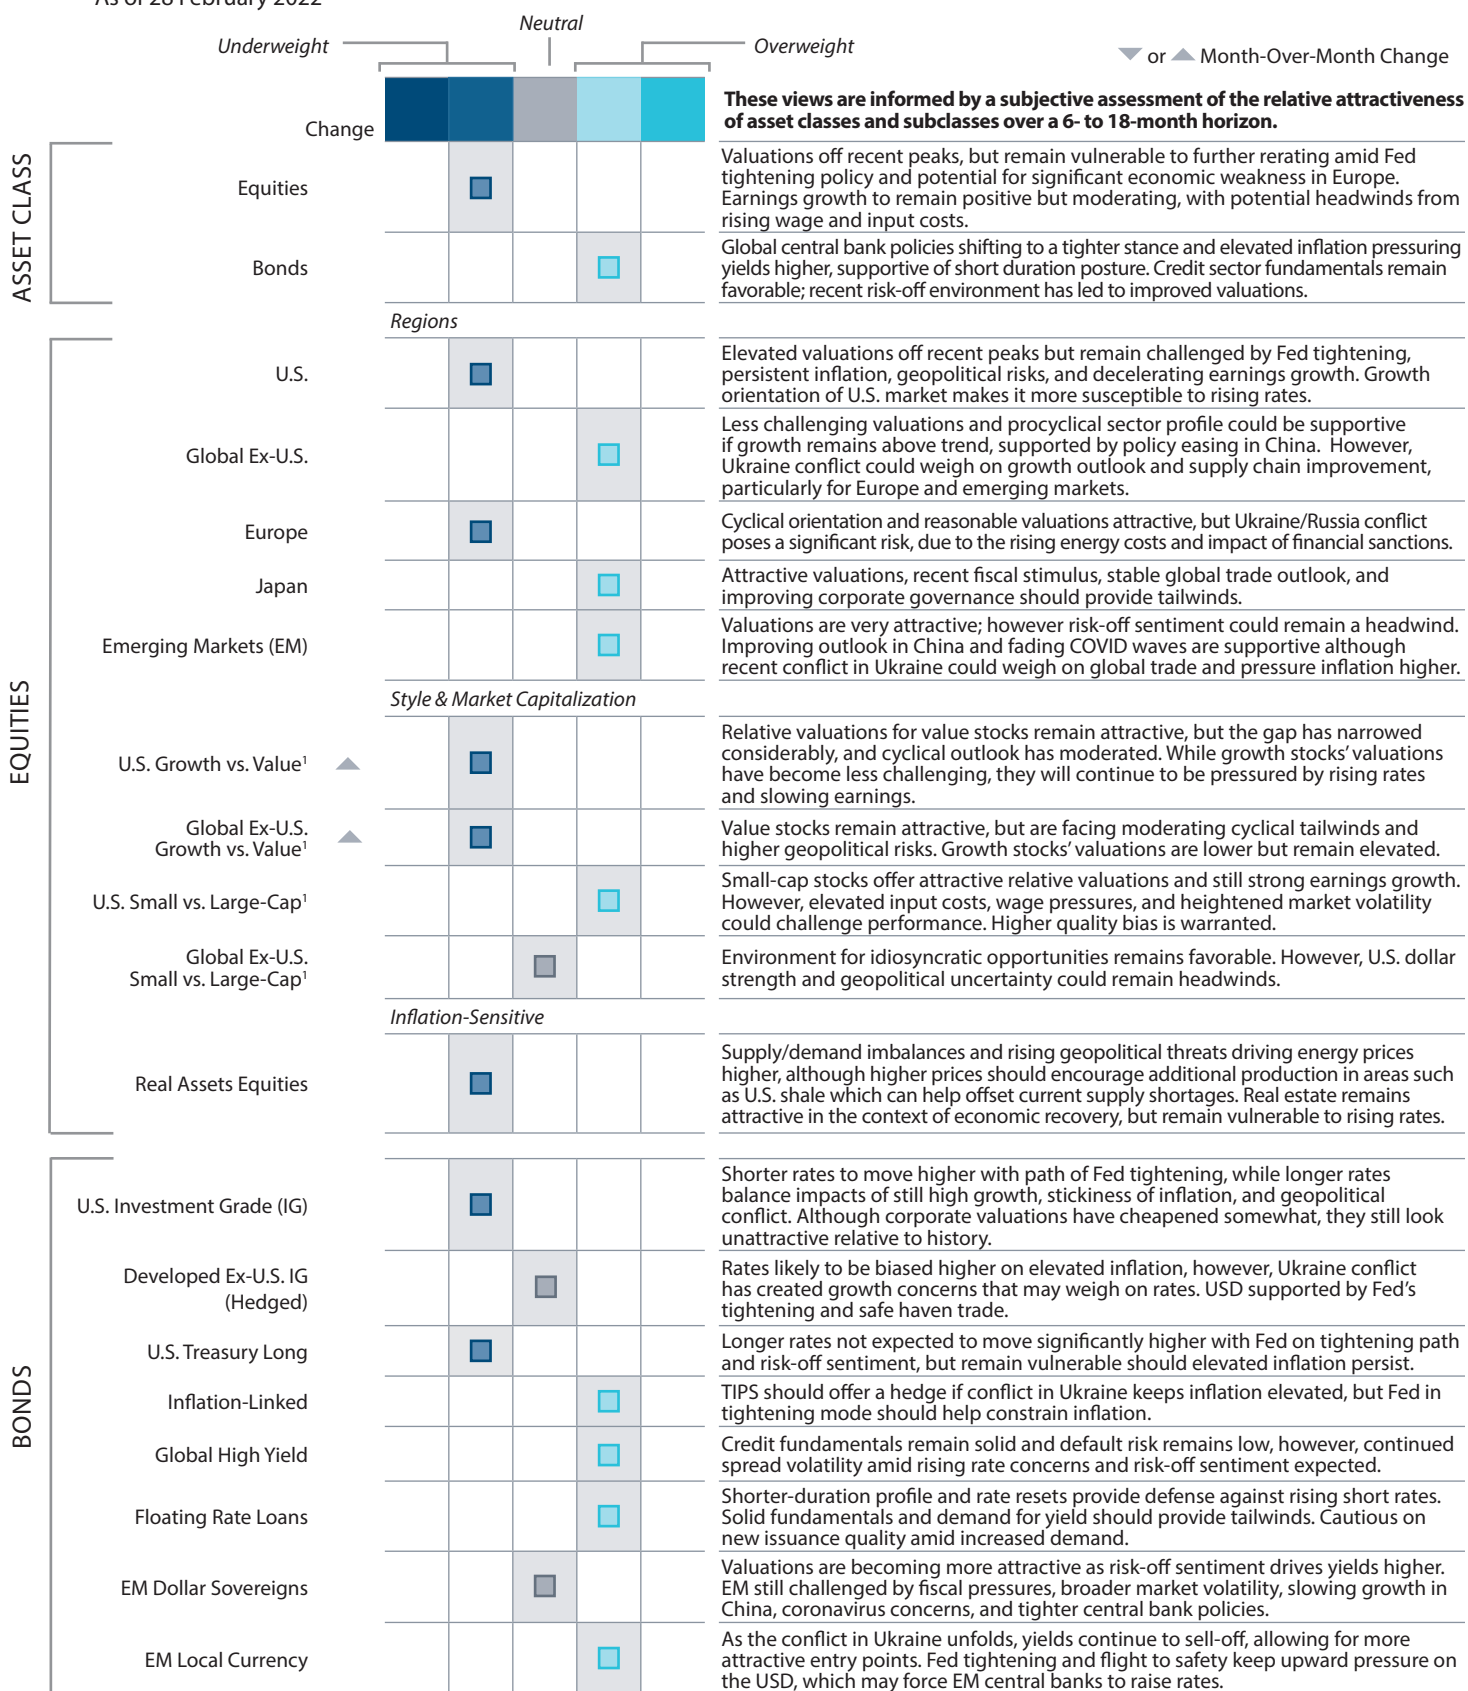 As of 28 February 2022
Neutral
Underweight
Overweight
or Month-Over-Month Change
Change
These views are informed by a subjective assessment of the relative attractiveness
of asset classes and subclasses over a 6- to 18-month horizon.
ASSET CLASS
Equities
Valuations off recent peaks, but remain vulnerable to further rerating amid Fed
tightening policy and potential for significant economic weakness in Europe.
Earnings growth to remain positive but moderating, with potential headwinds from
rising wage and input costs.
Bonds
Global central bank policies shifting to a tighter stance and elevated inflation pressuring
yields higher, supportive of short duration posture. Credit sector fundamentals remain
favorable; recent risk-off environment has led to improved valuations.
EQUITIES
Regions
U.S.
Elevated valuations off recent peaks but remain challenged by Fed tightening,
persistent inflation, geopolitical risks, and decelerating earnings growth. Growth
orientation of U.S. market makes it more susceptible to rising rates.
Global Ex-U.S.
Less challenging valuations and procyclical sector profile could be supportive
if growth remains above trend, supported by policy easing in China. However,
Ukraine conflict could weigh on growth outlook and supply chain improvement,
particularly for Europe and emerging markets.
Europe
Cyclical orientation and reasonable valuations attractive, but Ukraine/Russia conflict
poses a significant risk, due to the rising energy costs and impact of financial sanctions.
Japan
Attractive valuations, recent fiscal stimulus, stable global trade outlook, and
improving corporate governance should provide tailwinds.
Emerging Markets (EM)
Valuations are very attractive; however risk-off sentiment could remain a headwind.
Improving outlook in China and fading COVID waves are supportive although
recent conflict in Ukraine could weigh on global trade and pressure inflation higher.
Style & Market Capitalization
U.S. Growth vs. Value¹
Relative valuations for value stocks remain attractive, but the gap has narrowed
considerably, and cyclical outlook has moderated. While growth stocks' valuations
have become less challenging, they will continue to be pressured by rising rates
and slowing earnings.
Global Ex-U.S.
Growth vs. Value¹
Value stocks remain attractive, but are facing moderating cyclical tailwinds and
higher geopolitical risks. Growth stocks' valuations are lower but remain elevated.
U.S. Small vs. Large-Cap¹
Small-cap stocks offer attractive relative valuations and still strong earnings growth.
However, elevated input costs, wage pressures, and heightened market volatility
could challenge performance. Higher quality bias is warranted.
Global Ex-U.S.
Small vs. Large-Cap¹
Environment for idiosyncratic opportunities remains favorable. However, U.S. dollar
strength and geopolitical uncertainty could remain headwinds.
Inflation-Sensitive
Real Assets Equities
Supply/demand imbalances and rising geopolitical threats driving energy prices
higher, although higher prices should encourage additional production in areas such
as U.S. shale which can help offset current supply shortages. Real estate remains
attractive in the context of economic recovery, but remain vulnerable to rising rates.
BONDS
U.S. Investment Grade (IG)
Shorter rates to move higher with path of Fed tightening, while longer rates
balance impacts of still high growth, stickiness of inflation, and geopolitical
conflict. Although corporate valuations have cheapened somewhat, they still look
unattractive relative to history.
Developed Ex-U.S. IG
(Hedged)
Rates likely to be biased higher on elevated inflation, however, Ukraine conflict
has created growth concerns that may weigh on rates. USD supported by Fed's
tightening and safe haven trade.
U.S. Treasury Long
Longer rates not expected to move significantly higher with Fed on tightening path
and risk-off sentiment, but remain vulnerable should elevated inflation persist.
Inflation-Linked
TIPS should offer a hedge if conflict in Ukraine keeps inflation elevated, but Fed in
tightening mode should help constrain inflation.
Global High Yield
Credit fundamentals remain solid and default risk remains low, however, continued
spread volatility amid rising rate concerns and risk-off sentiment expected.
Floating Rate Loans
Shorter-duration profile and rate resets provide defense against rising short rates.
Solid fundamentals and demand for yield should provide tailwinds. Cautious on
new issuance quality amid increased demand.
EM Dollar Sovereigns
Valuations are becoming more attractive as risk-off sentiment drives yields higher.
EM still challenged by fiscal pressures, broader market volatility, slowing growth in
China, coronavirus concerns, and tighter central bank policies.
EM Local Currency
As the conflict in Ukraine unfolds, yields continue to sell-off, allowing for more
attractive entry points. Fed tightening and flight to safety keep upward pressure on
the USD, which may force EM central banks to raise rates.